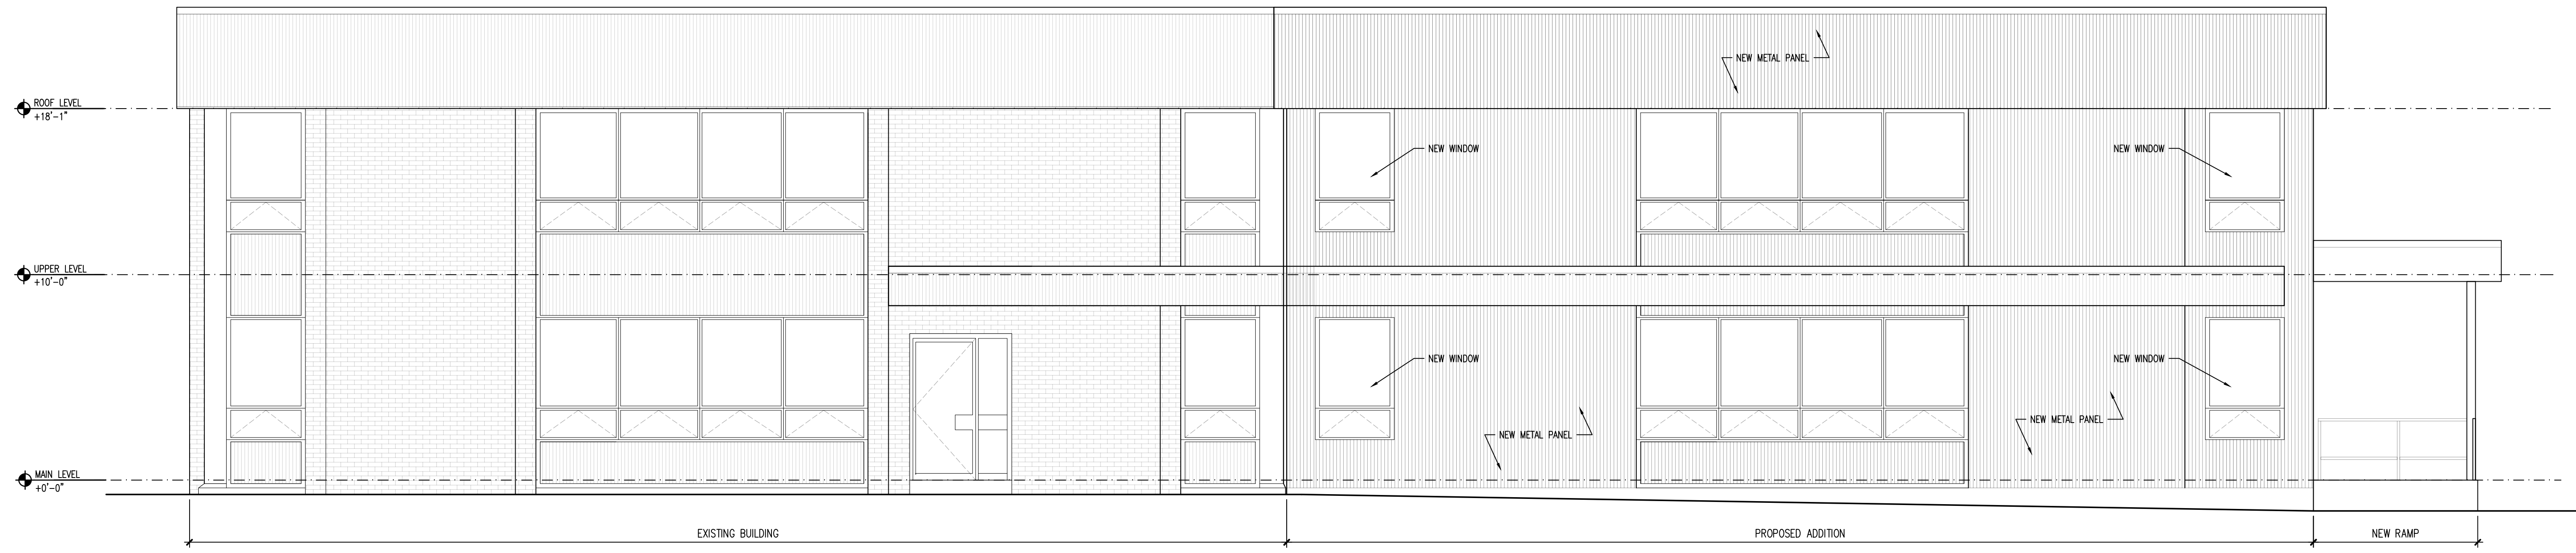 NEW METAL PANEL
ROOF LEVEL
+18'-1"
NEW WINDOW
NEW WINDOW
UPPER LEVEL
+10'-0"
NEW WINDOW
NEW WINDOW
NEW METAL PANEL
NEW METAL PANEL
MAIN LEVEL
+0'-0"
EXISTING BUILDING
PROPOSED ADDITION
NEW RAMP